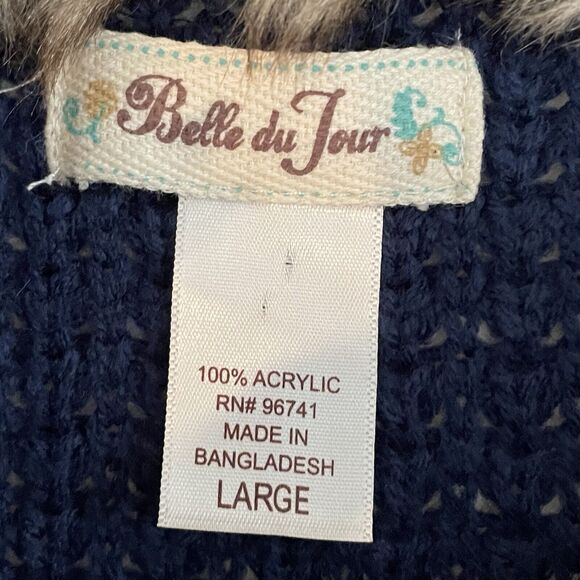 Belle du Jour
100% ACRYLIC
RN# 96741
MADE IN
BANGLADESH
LARGE